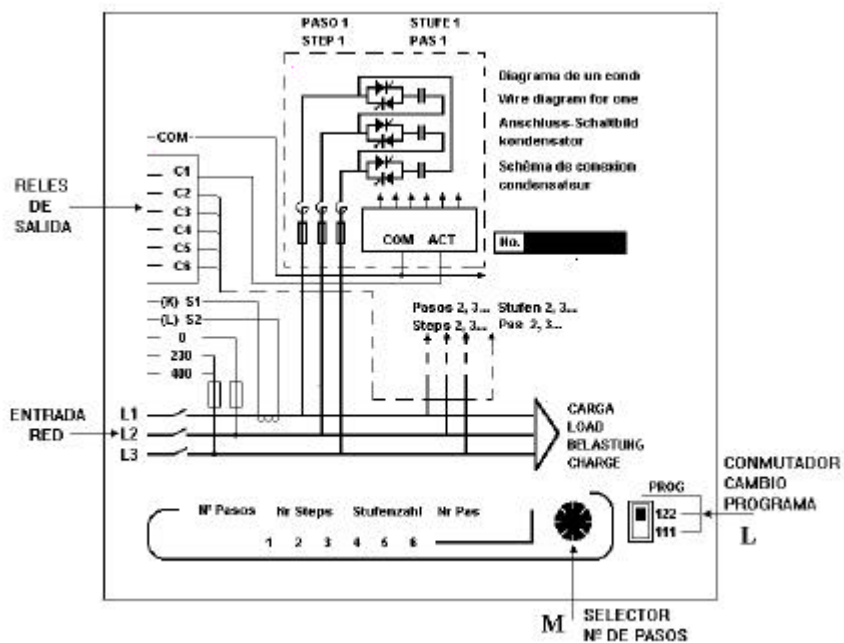 PASO 1 STUFE 1
STEP 1 PAS 1
Diagrama de un condi
Wire diagram for one
Anschluss-Schaltbild
kondensator
Schêma de conexion
condensateur
COM
C1
C2
C3
C4
C5
C6
RELES
DE
SALIDA
COM ACT
No.
(K) S1
(L) S2
0
230
400
Pasos 2, 3... Stufen 2, 3...
Steps 2, 3... Pas 2, 3...
ENTRADA
RED
L1
L2
L3
CARGA
LOAD
BELASTUNG
CHARGE
CONMUTADOR
CAMBIO
PROGRAMA
L
PROG
122
111
Nº Pasos Nr Steps Stufenzahl Nr Pas
1 2 3 4 5 6
M SELECTOR
Nº DE PASOS